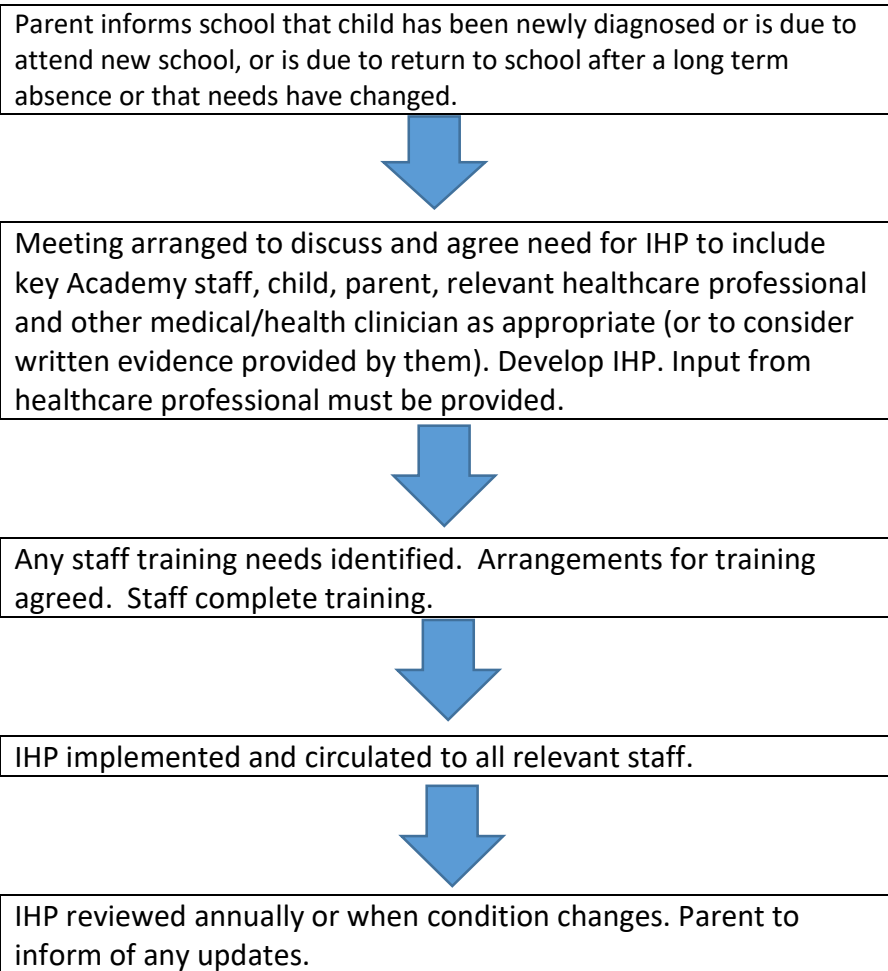 Parent informs school that child has been newly diagnosed or is due to
attend new school, or is due to return to school after a long term
absence or that needs have changed.
Meeting arranged to discuss and agree need for IHP to include
key Academy staff, child, parent, relevant healthcare professional
and other medical/health clinician as appropriate (or to consider
written evidence provided by them). Develop IHP. Input from
healthcare professional must be provided.
Any staff training needs identified.  Arrangements for training
agreed.  Staff complete training.
IHP implemented and circulated to all relevant staff.
IHP reviewed annually or when condition changes. Parent to
inform of any updates.